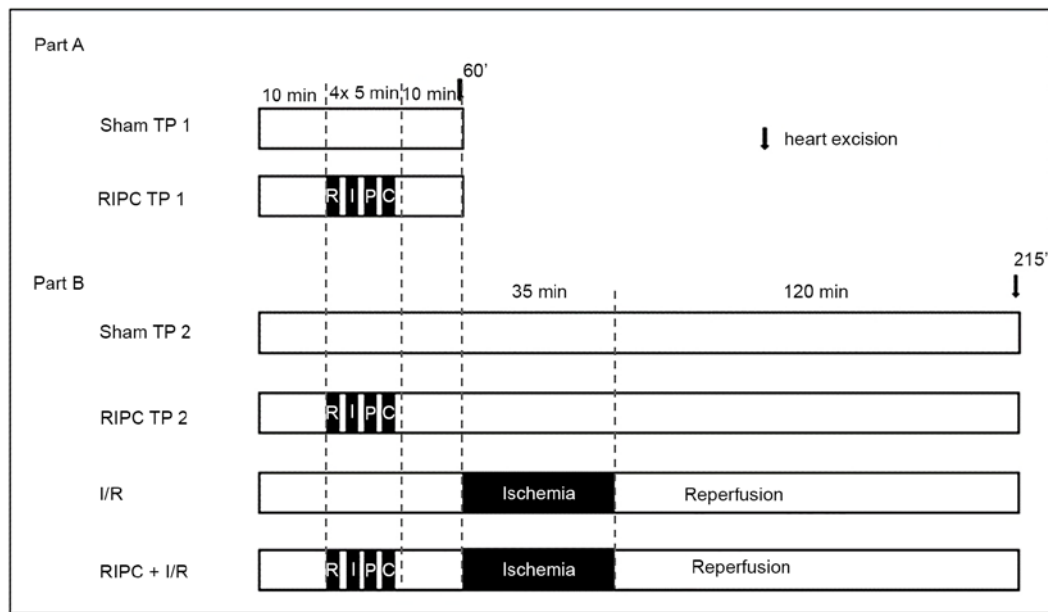 Part A
60'
10 min 4x 5 min 10 min
Sham TP 1
heart excision
RIPC TP 1
R I P C
215'
Part B
35 min 120 min
Sham TP 2
RIPC TP 2
R I P C
I/R
Ischemia Reperfusion
RIPC + I/R
R I P C
Ischemia Reperfusion